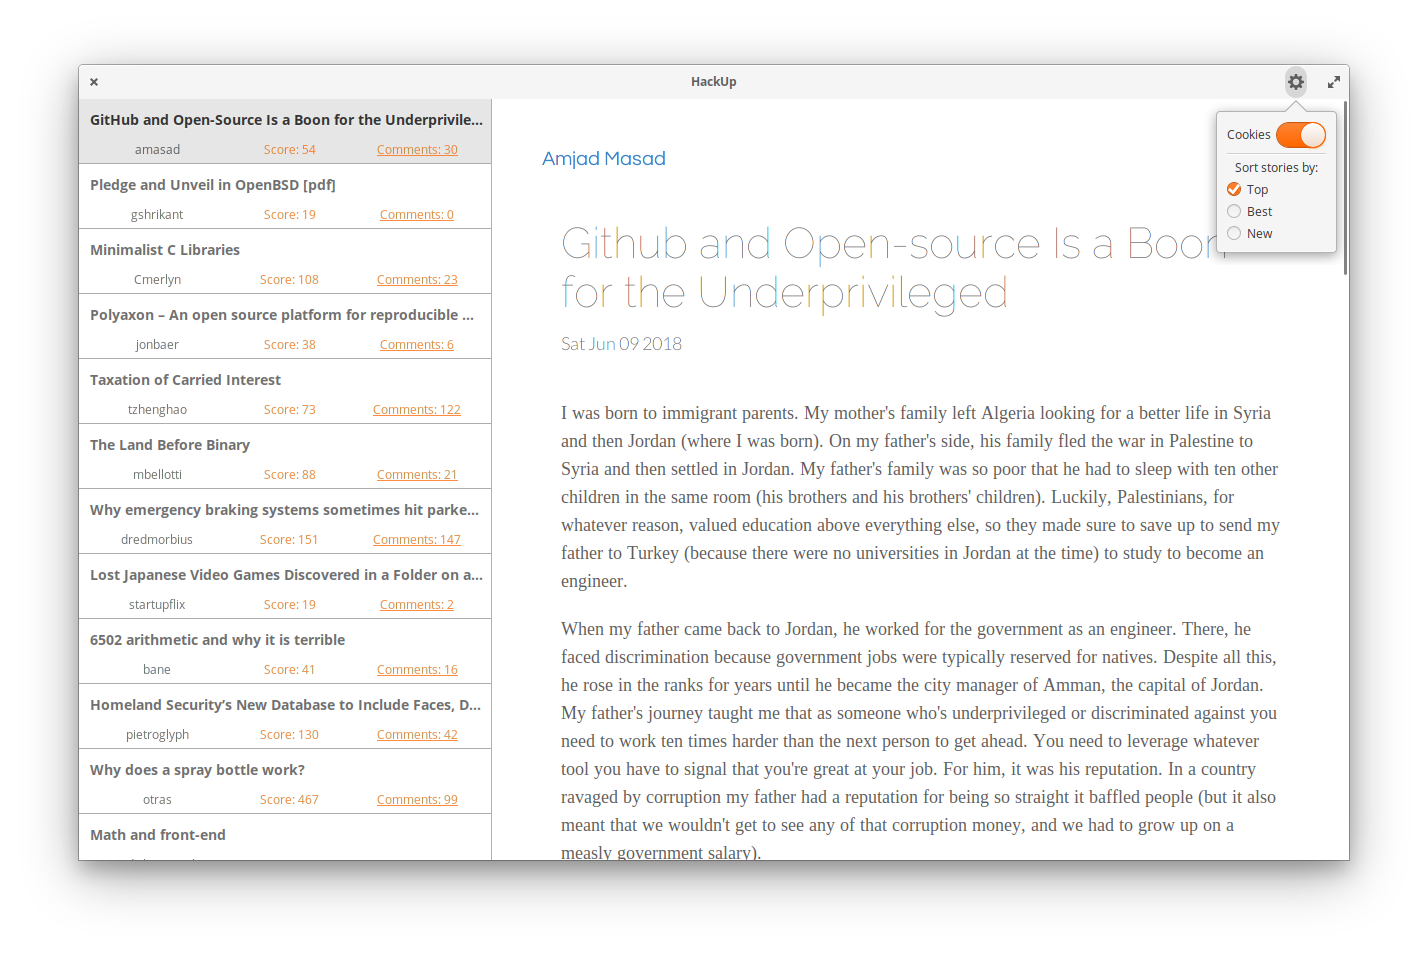 HackUp
GitHub and Open-Source Is a Boon for the Underprivile...
amasad Score: 54 Comments: 30
Pledge and Unveil in OpenBSD [pdf]
gshrikant Score: 19 Comments: 0
Minimalist C Libraries
Cmerlyn Score: 108 Comments: 23
Polyaxon – An open source platform for reproducible ...
jonbaer Score: 38 Comments: 6
Taxation of Carried Interest
tzhenghao Score: 73 Comments: 122
The Land Before Binary
mbellotti Score: 88 Comments: 21
Why emergency braking systems sometimes hit parke...
dredmorbius Score: 151 Comments: 147
Lost Japanese Video Games Discovered in a Folder on a...
startupflix Score: 19 Comments: 2
6502 arithmetic and why it is terrible
bane Score: 41 Comments: 16
Homeland Security’s New Database to Include Faces, D...
pietroglyph Score: 130 Comments: 42
Why does a spray bottle work?
otras Score: 467 Comments: 99
Math and front-end
Amjad Masad
Github and Open-source Is a Boon
for the Underprivileged
Sat Jun 09 2018
I was born to immigrant parents. My mother's family left Algeria looking for a better life in Syria
and then Jordan (where I was born). On my father's side, his family fled the war in Palestine to
Syria and then settled in Jordan. My father's family was so poor that he had to sleep with ten other
children in the same room (his brothers and his brothers' children). Luckily, Palestinians, for
whatever reason, valued education above everything else, so they made sure to save up to send my
father to Turkey (because there were no universities in Jordan at the time) to study to become an
engineer.
When my father came back to Jordan, he worked for the government as an engineer. There, he
faced discrimination because government jobs were typically reserved for natives. Despite all this,
he rose in the ranks for years until he became the city manager of Amman, the capital of Jordan.
My father's journey taught me that as someone who's underprivileged or discriminated against you
need to work ten times harder than the next person to get ahead. You need to leverage whatever
tool you have to signal that you're great at your job. For him, it was his reputation. In a country
ravaged by corruption my father had a reputation for being so straight it baffled people (but it also
meant that we wouldn't get to see any of that corruption money, and we had to grow up on a
measly government salary).
Cookies
Sort stories by:
Top
Best
New